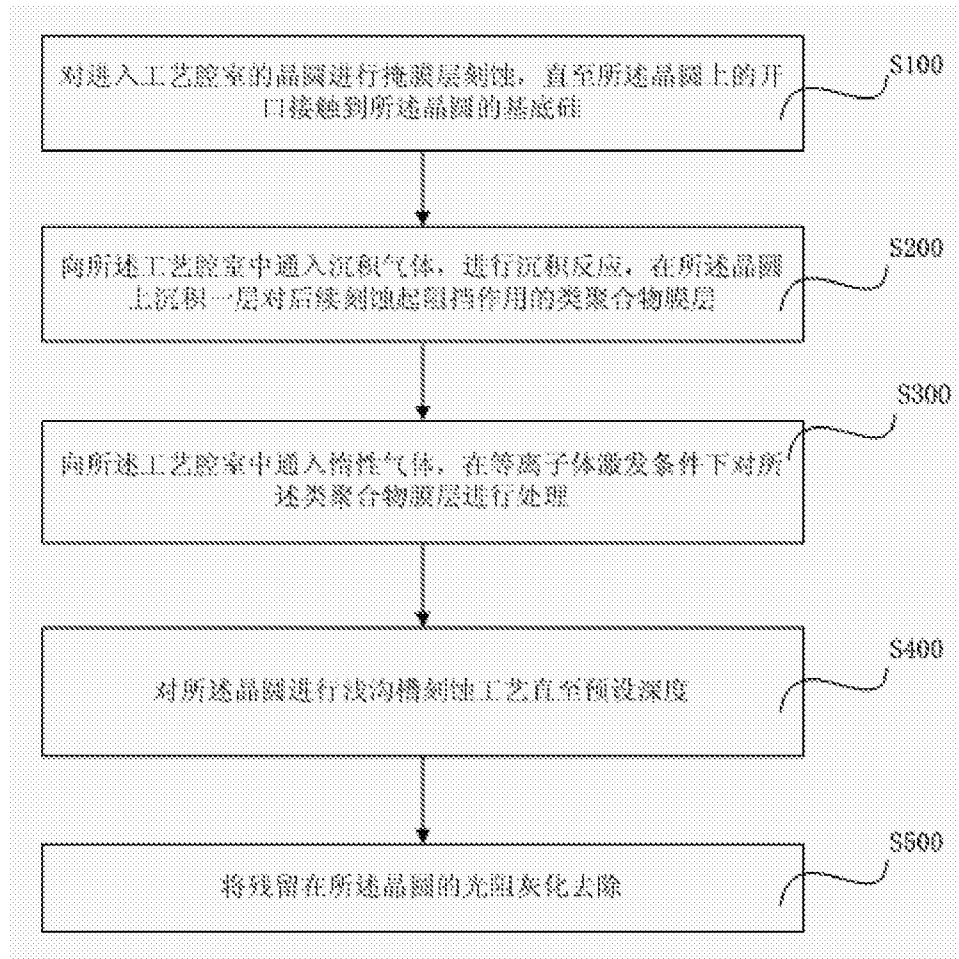 对进入工艺腔室的晶圆进行掩膜层刻蚀，直至所述晶圆上的开
口接触到所述晶圆的基底硅
S100
向所述工艺腔室中通入沉积气体，进行沉积反应，在所述晶圆
上沉积一层对后续刻蚀起阻挡作用的类聚合物膜层
S200
向所述工艺腔室中通入惰性气体，在等离子体激发条件下对所
述类聚合物膜层进行处理
S300
对所述晶圆进行浅沟槽刻蚀工艺直至预设深度
S400
将残留在所述晶圆的光阻灰化去除
S500